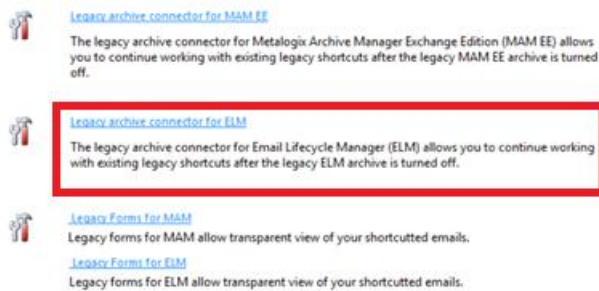 Legacy archive connector for MAM EE
The legacy archive connector for Metalogix Archive Manager Exchange Edition (MAM EE) allows
you to continue working with existing legacy shortcuts after the legacy MAM EE archive is turned
off.
Legacy archive connector for ELM
The legacy archive connector for Email Lifecycle Manager (ELM) allows you to continue working
with existing legacy shortcuts after the legacy ELM archive is turned off.
Legacy Forms for MAM
Legacy forms for MAM allow transparent view of your shortcutted emails.
Legacy Forms for ELM
Legacy forms for ELM allow transparent view of your shortcutted emails.